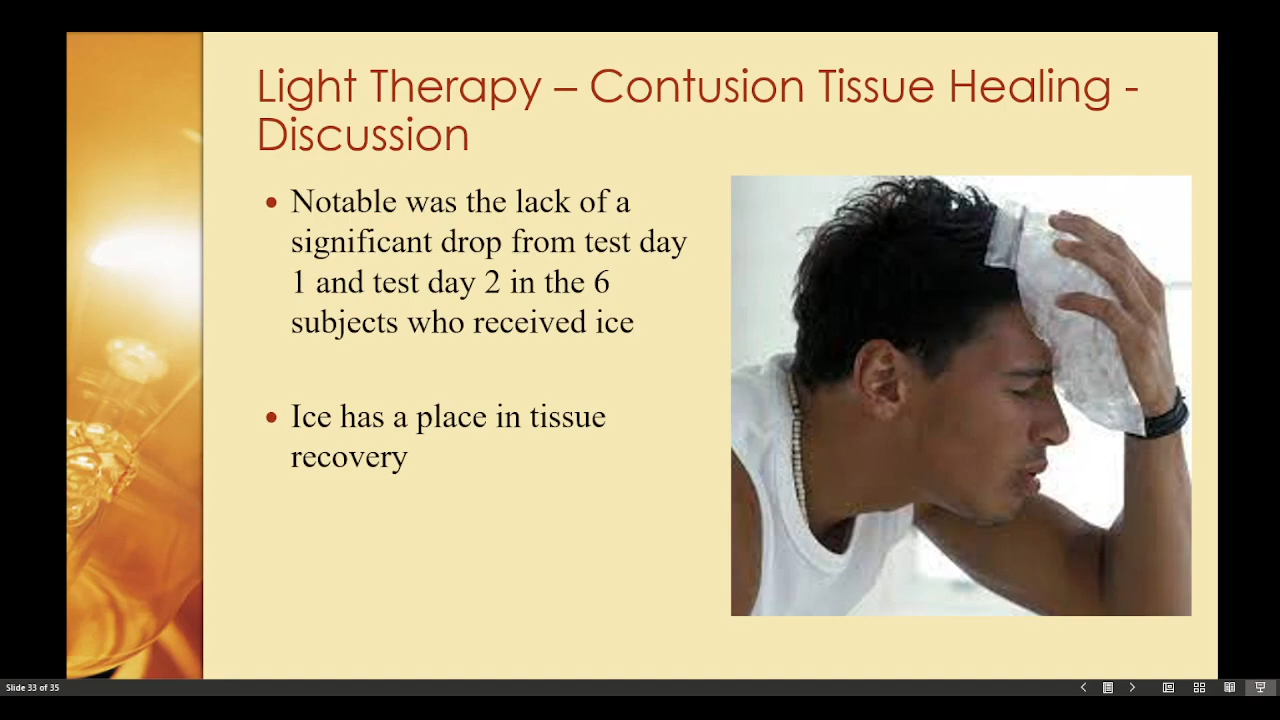 Light Therapy – Contusion Tissue Healing -
Discussion
• Notable was the lack of a
significant drop from test day
1 and test day 2 in the 6
subjects who received ice
• Ice has a place in tissue
recovery
Slide 33 of 35